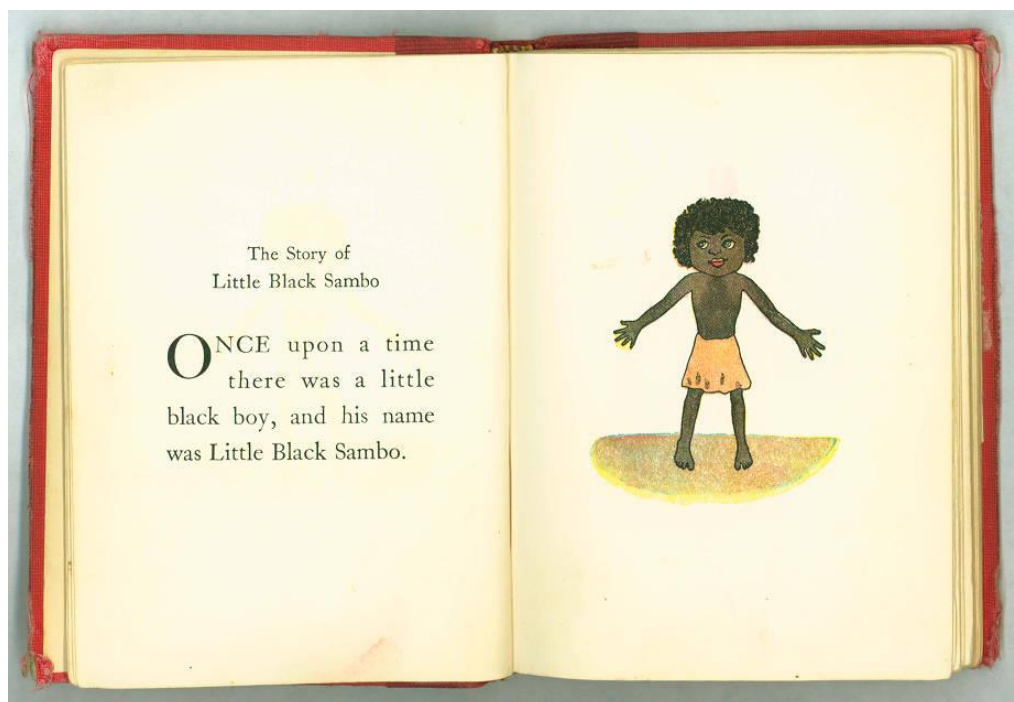 The Story of
Little Black Sambo
ONCE upon a time
there was a little
black boy, and his name
was Little Black Sambo.